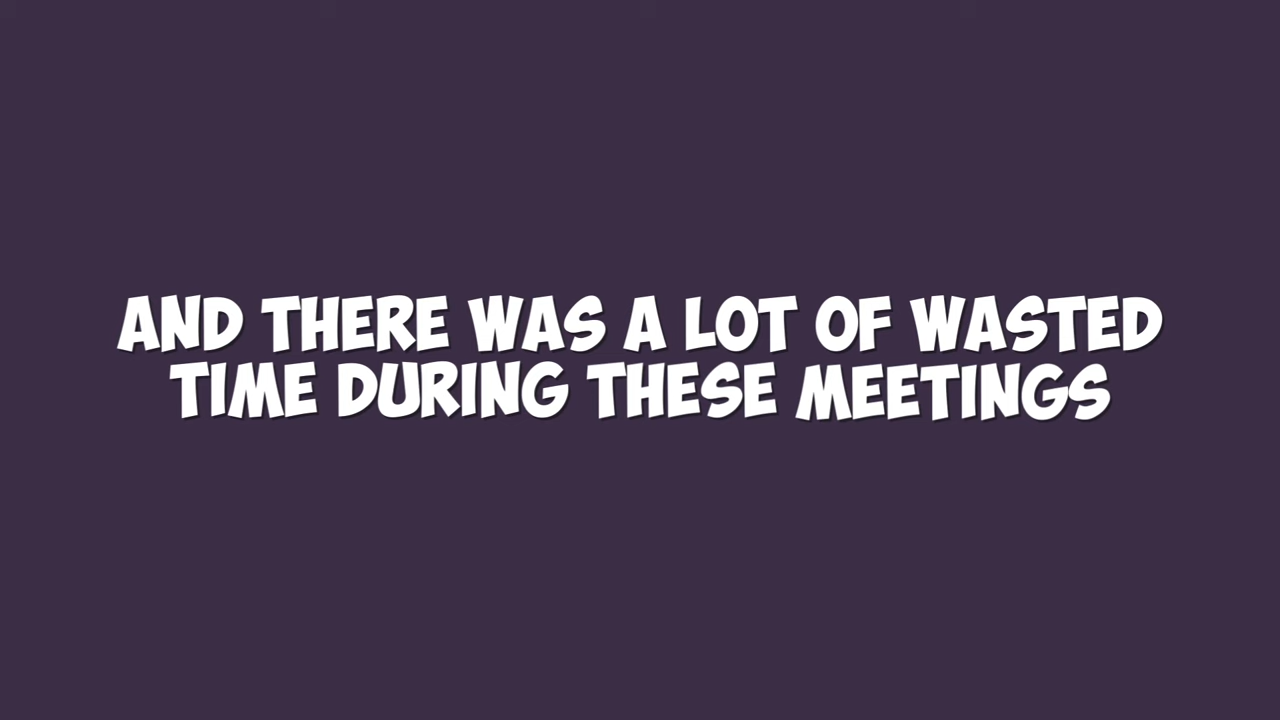 AND THERE WAS A LOT OF WASTED
TIME DURING THESE MEETINGS